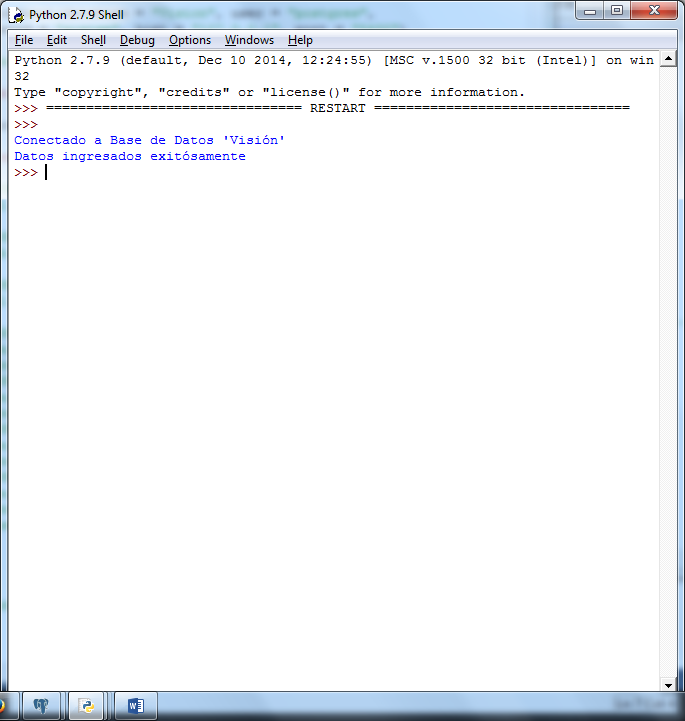 Python 2.7.9 Shell
File Edit Shell Debug Options Windows Help
Python 2.7.9 (default, Dec 10 2014, 12:24:55) [MSC v.1500 32 bit (Intel)] on win
32
Type "copyright", "credits" or "license()" for more information.
>>> ================================ RESTART ================================
>>>
Conectado a Base de Datos 'Visión'
Datos ingresados exitósamente
>>>